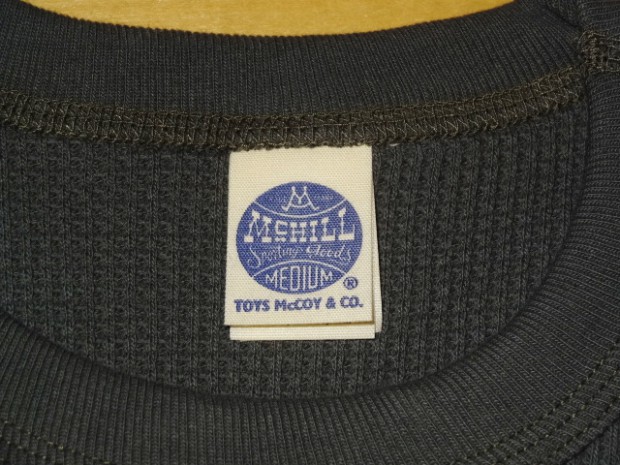 M
McHILL
Sporting Goods
MEDIUM
®
TOYS McCOY & CO.